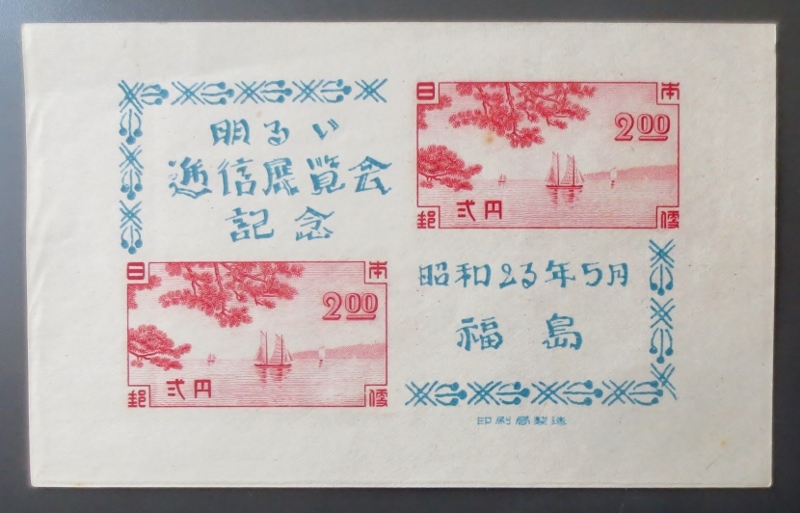 明るい
逓信展覧会
記念
日本
2.00
弐円
郵便
日本
2.00
弐円
郵便
昭和23年5月
福島
印刷局製造